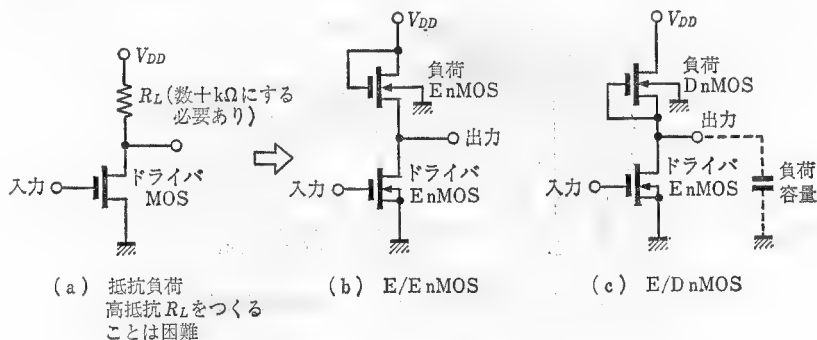 V_DD
R_L(数十kΩにする
必要あり)
入力
ドライバ
MOS
(a) 抵抗負荷
高抵抗R_Lをつくる
ことは困難
V_DD
負荷
EnMOS
出力
入力
ドライバ
EnMOS
(b) E/EnMOS
V_DD
負荷
DnMOS
出力
入力
ドライバ
EnMOS
負荷
容量
(c) E/DnMOS